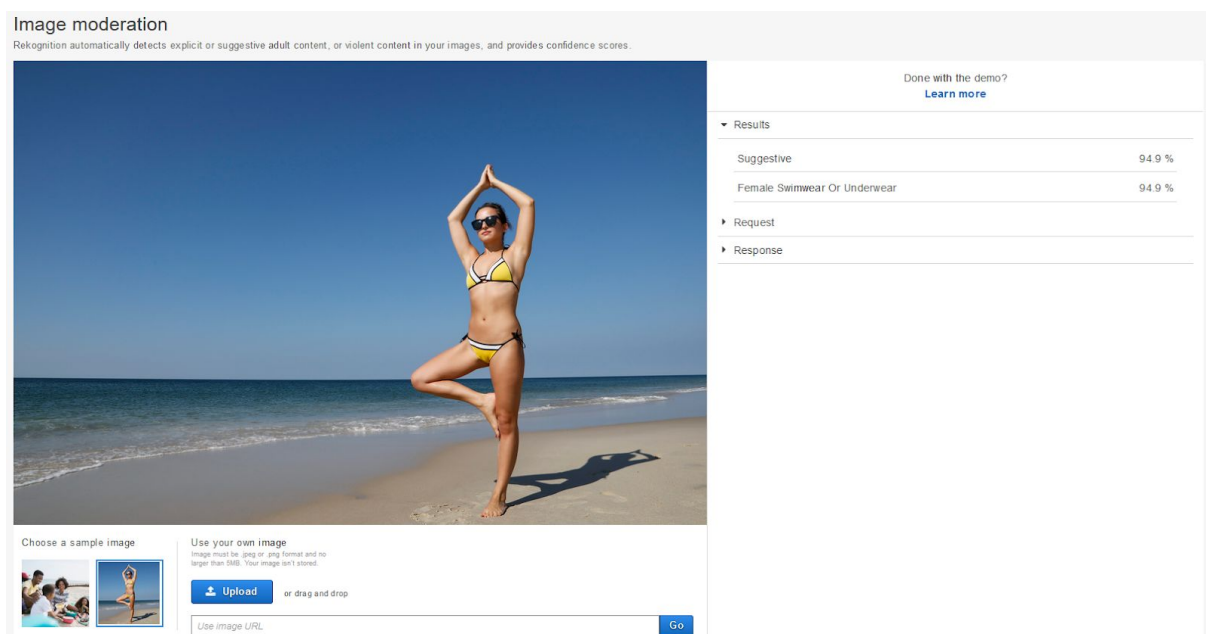 Image moderation
Rekognition automatically detects explicit or suggestive adult content, or violent content in your images, and provides confidence scores.
Done with the demo?
Learn more
Results
Suggestive 94.9 %
Female Swimwear Or Underwear 94.9 %
Request
Response
Choose a sample image
Use your own image
Image must be .jpeg or .png format and no
larger than 5MB. Your image isn't stored.
Upload or drag and drop
Use image URL Go